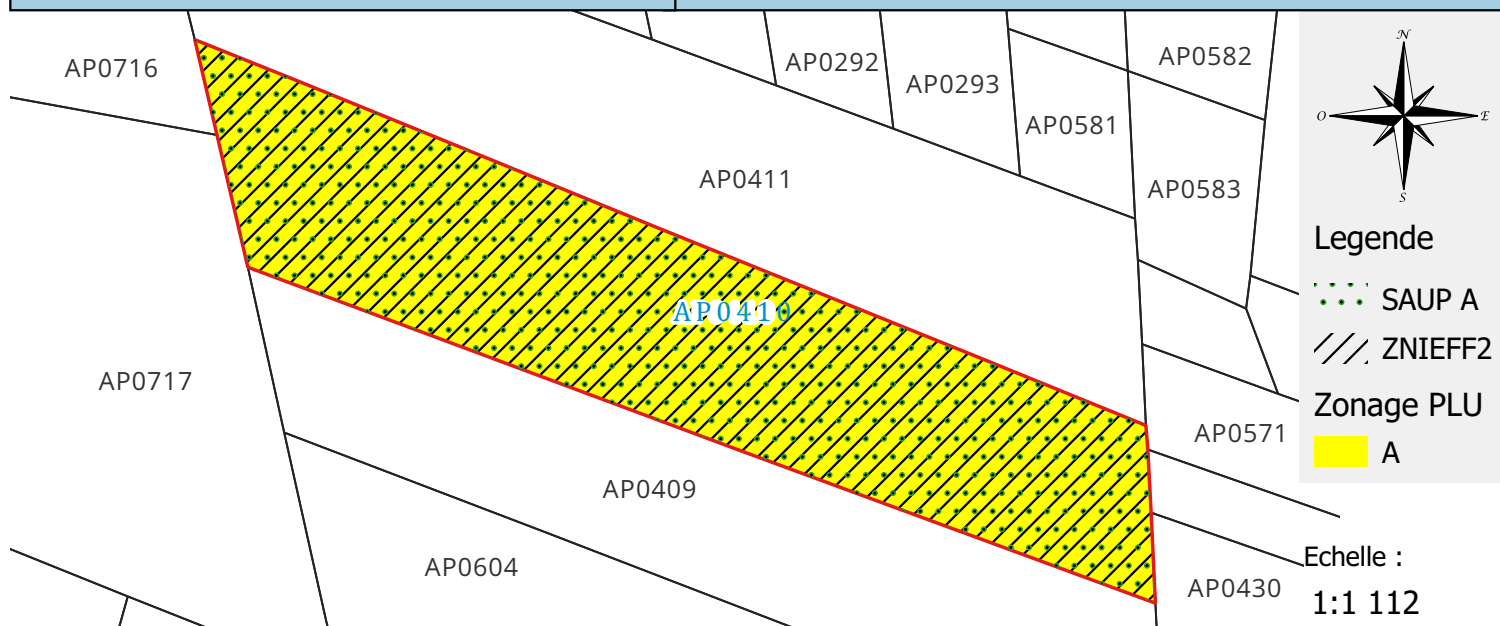 AP0716
AP0292
AP0293
AP0582
AP0581
AP0411
AP0583
AP0410
AP0717
AP0571
AP0409
AP0604
AP0430
N
O
E
S
Legende
SAUP A
ZNIEFF2
Zonage PLU
A
Echelle :
1:1 112